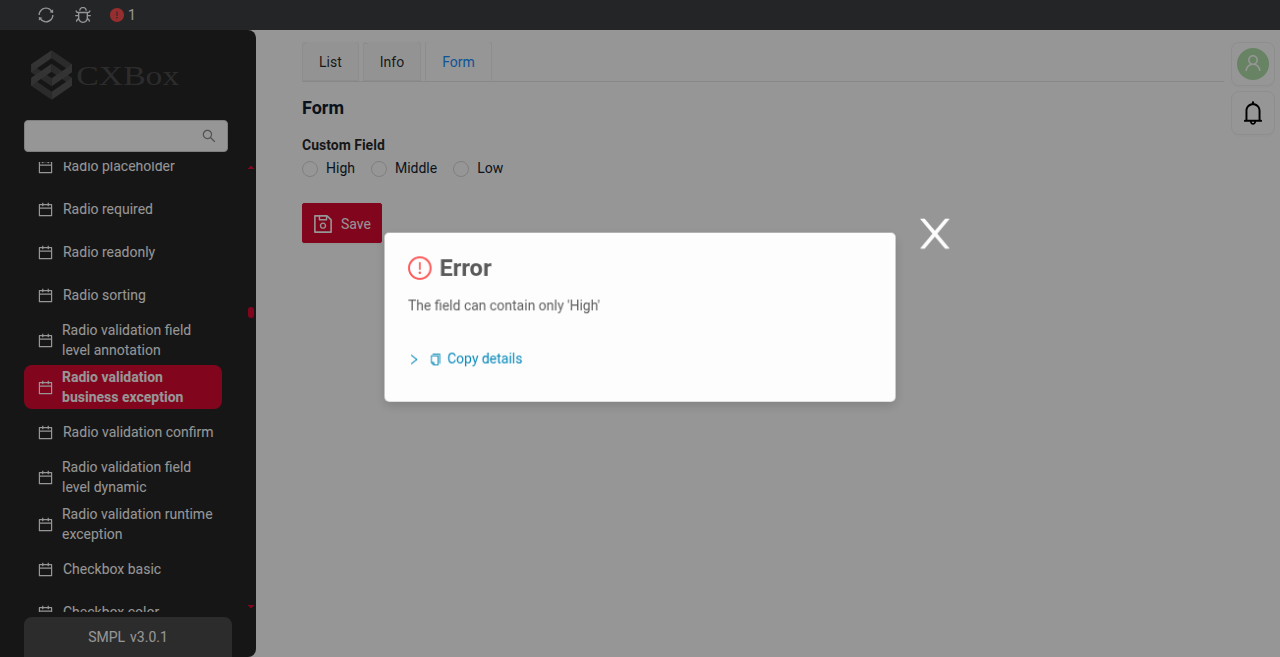 1
CXBox
List
Info
Form
Form
Custom Field
High
Middle
Low
Save
Error
The field can contain only 'High'
Copy details
Radio placeholder
Radio required
Radio readonly
Radio sorting
Radio validation field
level annotation
Radio validation
business exception
Radio validation confirm
Radio validation field
level dynamic
Radio validation runtime
exception
Checkbox basic
Checkbox color
SMPL v3.0.1